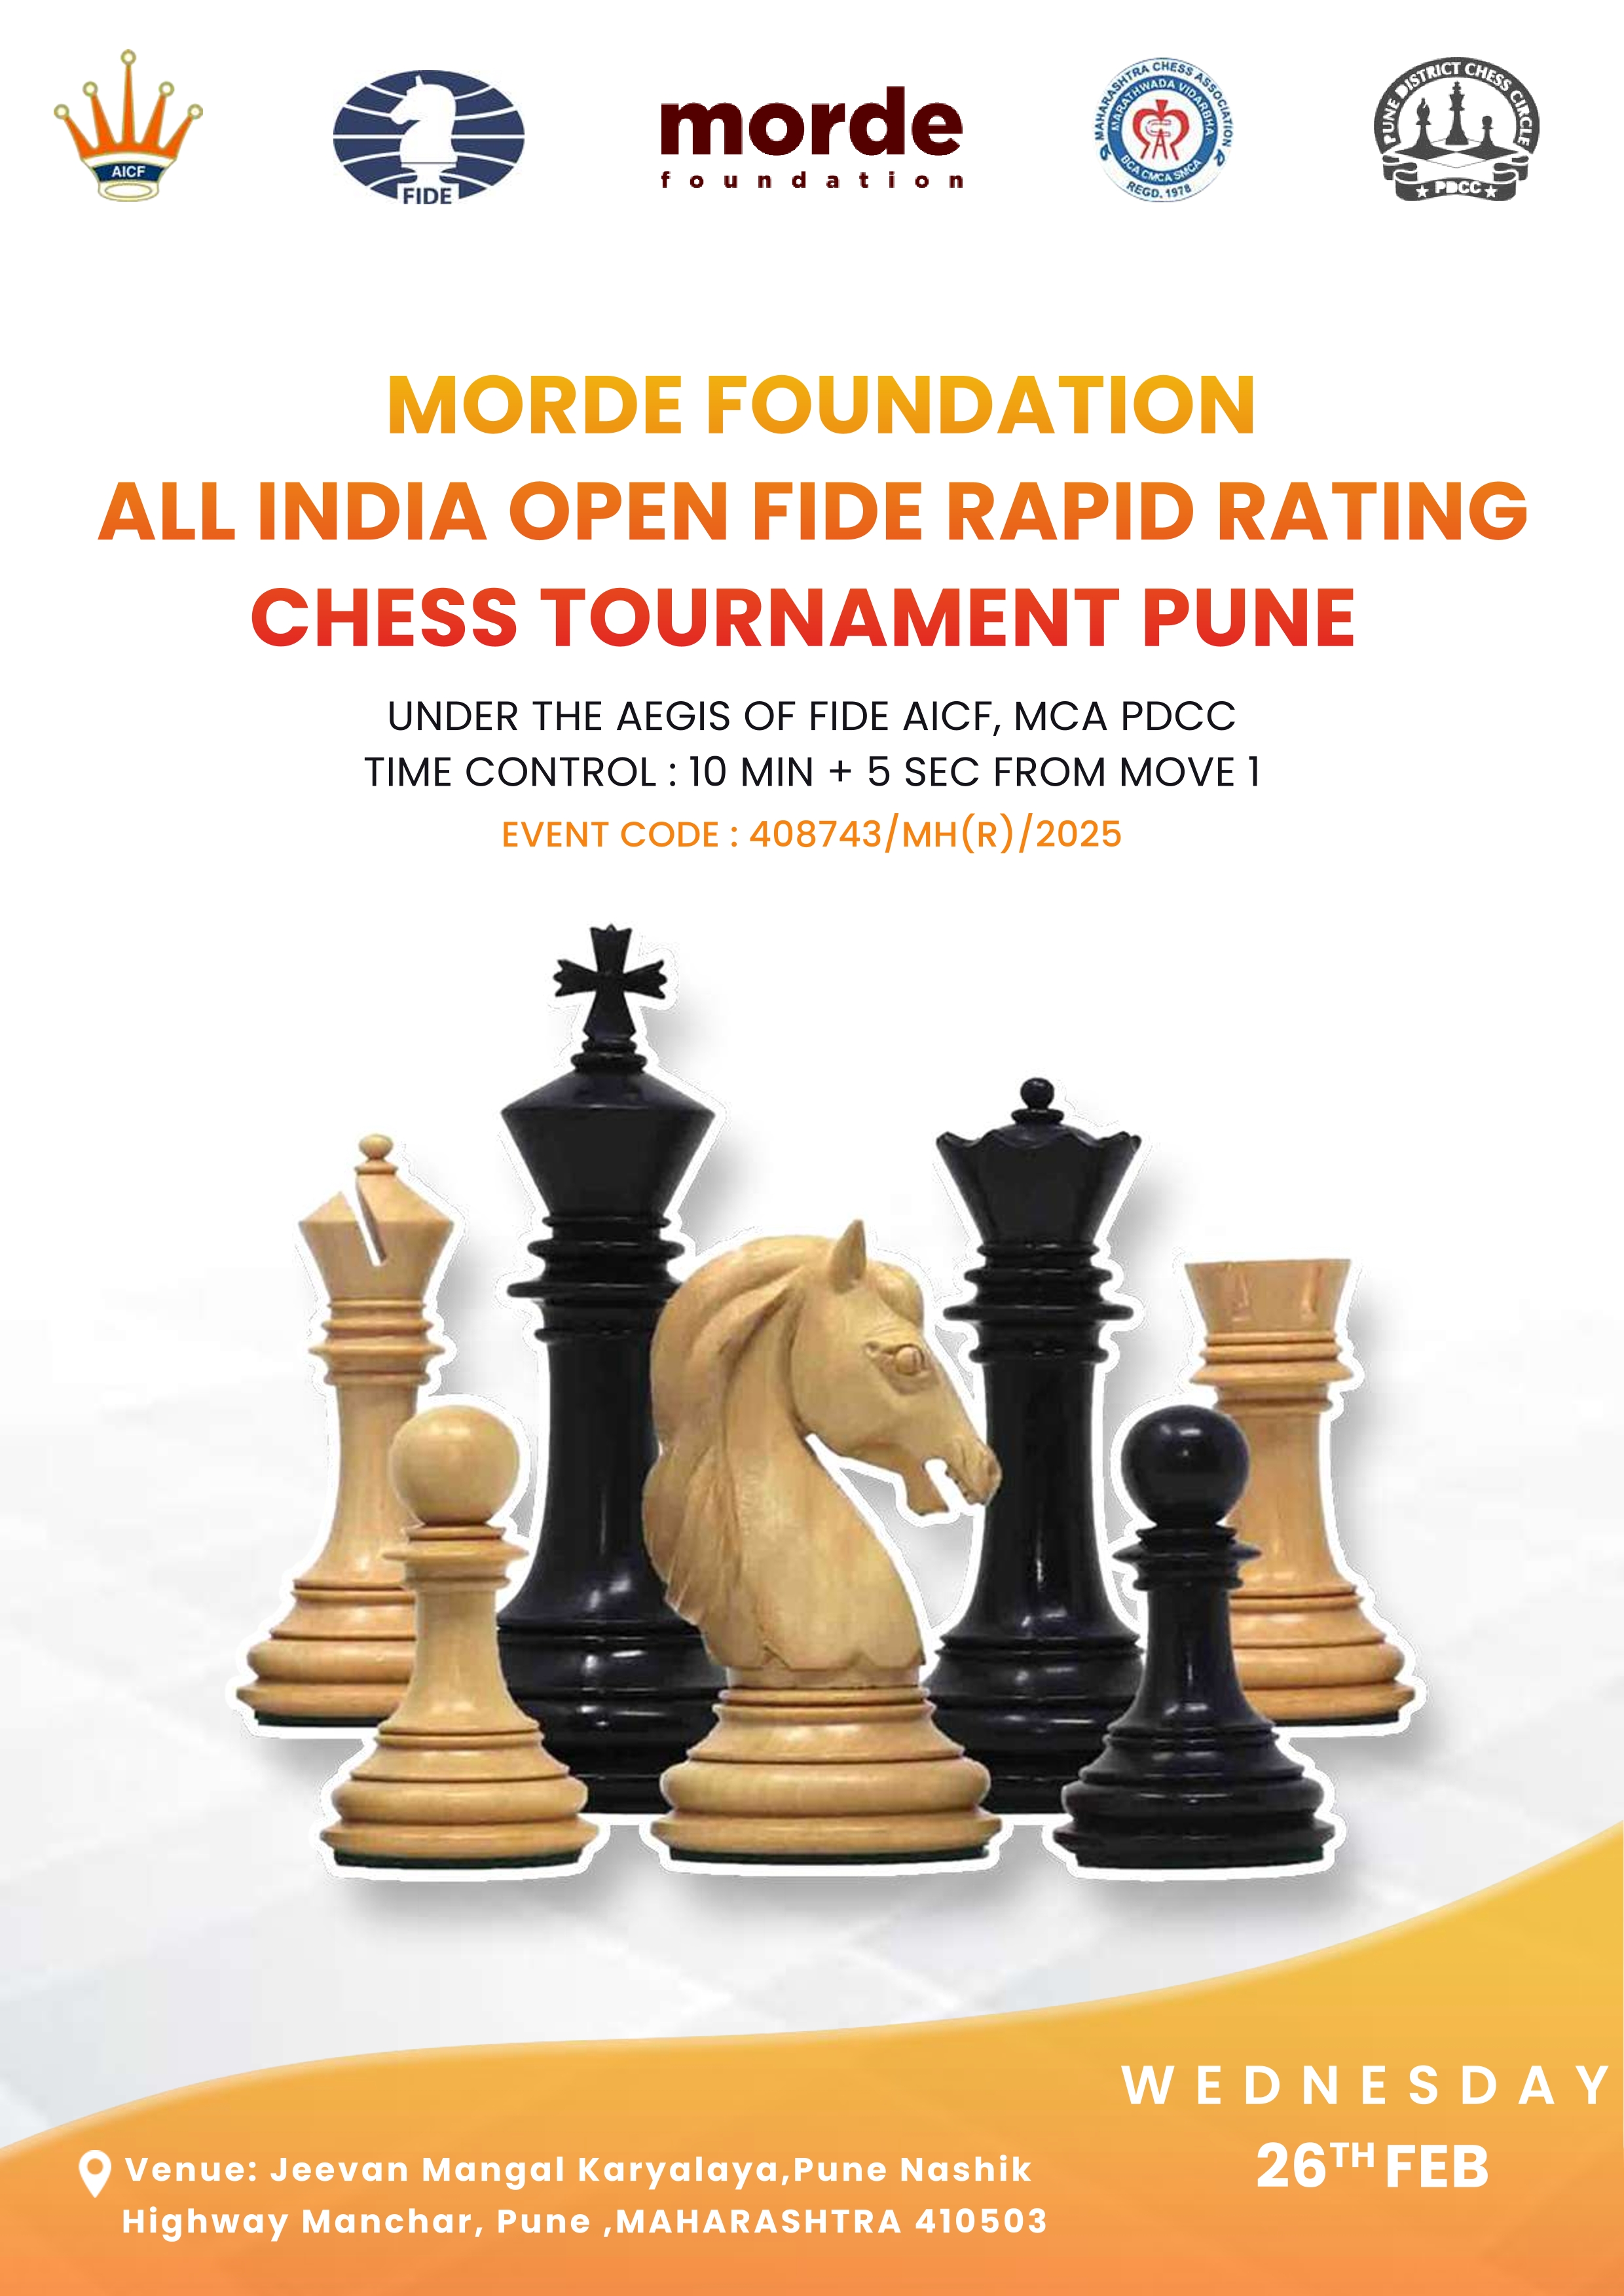 AICF
FIDE
morde
foundation
MAHARASHTRA CHESS ASSOCIATION
MARATHWADA VIDARBHA
BCA CMCA SMCA
REGD. 1978
PUNE DISTRICT CHESS CIRCLE
PDCC
MORDE FOUNDATION
ALL INDIA OPEN FIDE RAPID RATING
CHESS TOURNAMENT PUNE
UNDER THE AEGIS OF FIDE AICF, MCA PDCC
TIME CONTROL : 10 MIN + 5 SEC FROM MOVE 1
EVENT CODE : 408743/MH(R)/2025
WEDNESDAY
26TH FEB
Venue: Jeevan Mangal Karyalaya,Pune Nashik
Highway Manchar, Pune ,MAHARASHTRA 410503